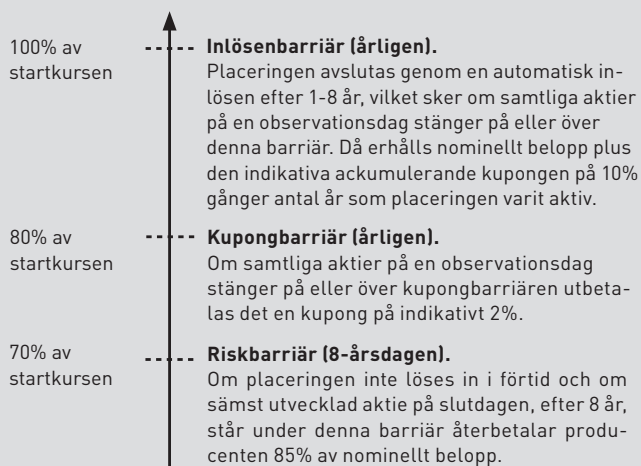 100% av
startkursen
Inlösenbarriär (årligen).
Placeringen avslutas genom en automatisk in-
lösen efter 1-8 år, vilket sker om samtliga aktier
på en observationsdag stänger på eller över
denna barriär. Då erhålls nominellt belopp plus
den indikativa ackumulerande kupongen på 10%
gånger antal år som placeringen varit aktiv.
80% av
startkursen
Kupongbarriär (årligen).
Om samtliga aktier på en observationsdag
stänger på eller över kupongbarriären utbeta-
las det en kupong på indikativt 2%.
70% av
startkursen
Riskbarriär (8-årsdagen).
Om placeringen inte löses in i förtid och om
sämst utvecklad aktie på slutdagen, efter 8 år,
står under denna barriär återbetalar produ-
centen 85% av nominellt belopp.